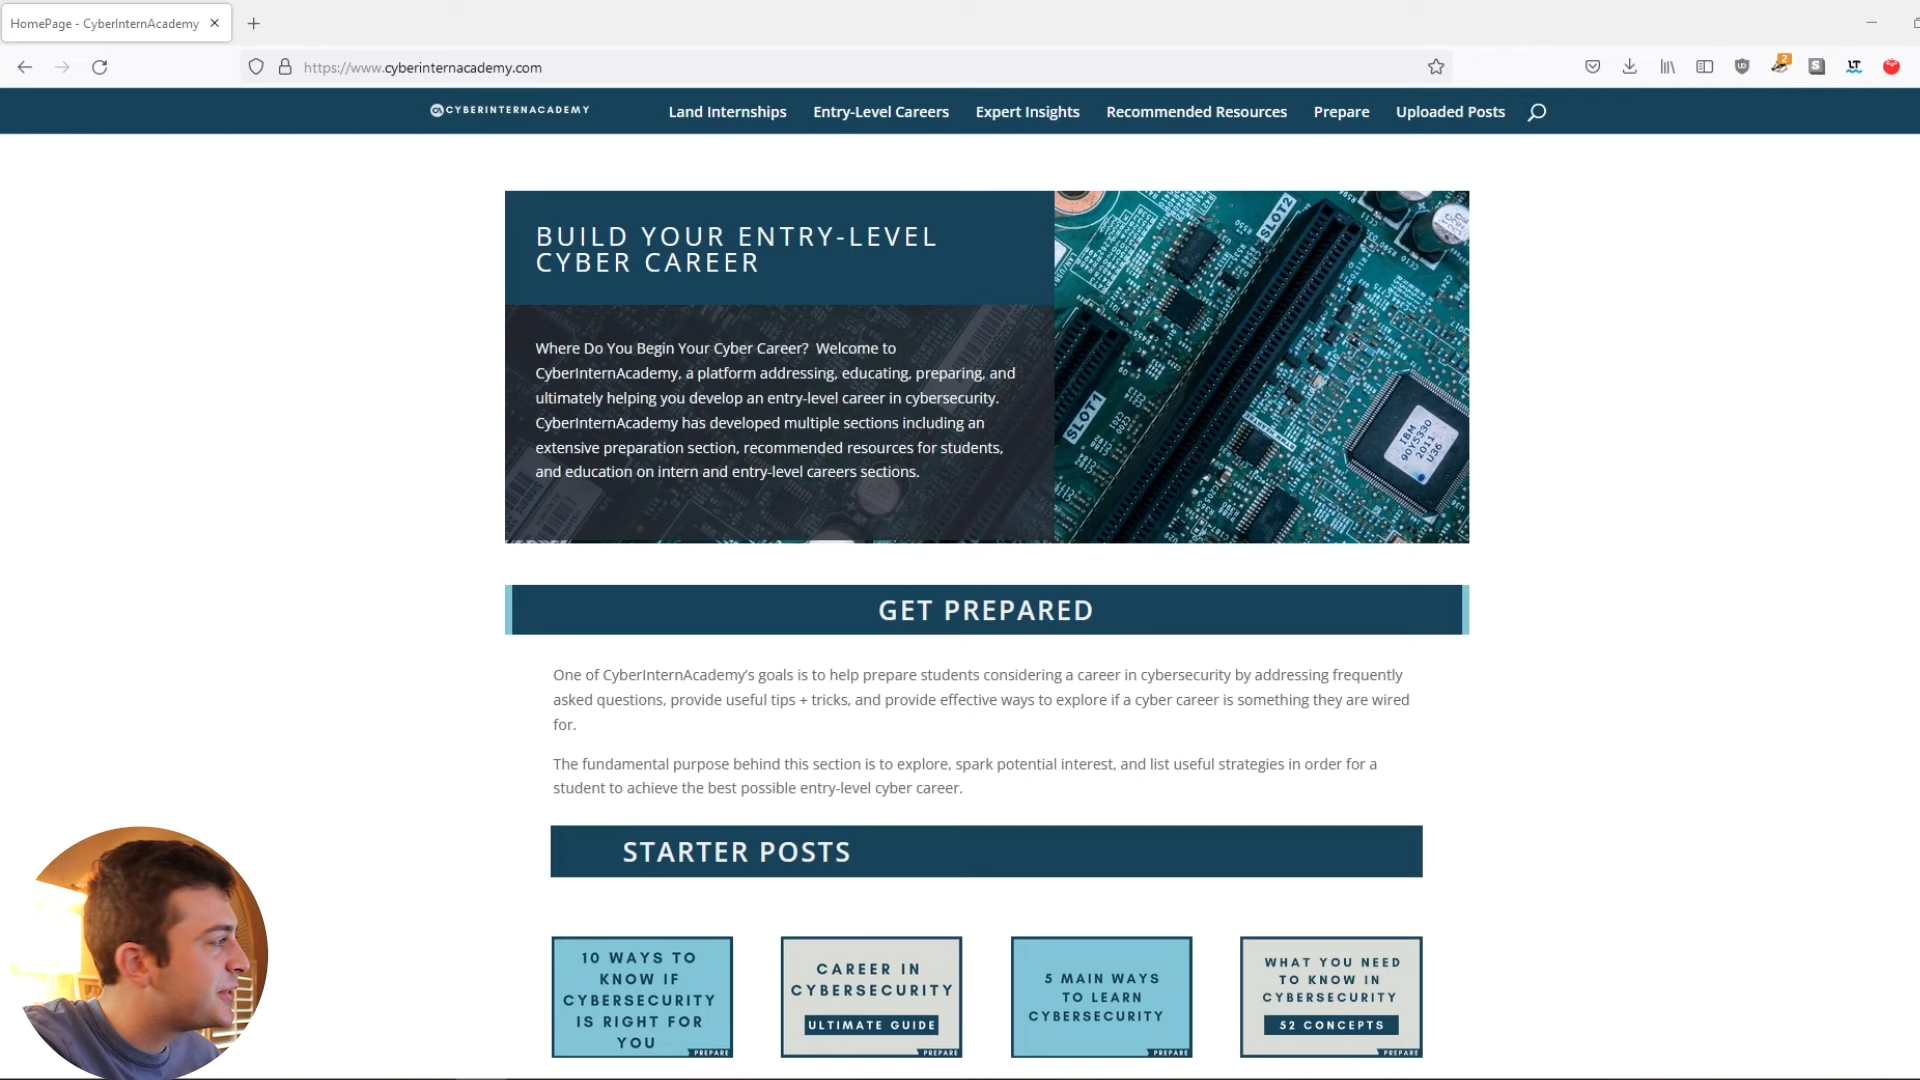 HomePage - CyberInternAcademy
https://www.cyberinternacademy.com
2
S
LT
CYBERINTERNACADEMY
Land Internships
Entry-Level Careers
Expert Insights
Recommended Resources
Prepare
Uploaded Posts
BUILD YOUR ENTRY-LEVEL
CYBER CAREER
Where Do You Begin Your Cyber Career? Welcome to
CyberInternAcademy, a platform addressing, educating, preparing, and
ultimately helping you develop an entry-level career in cybersecurity.
CyberInternAcademy has developed multiple sections including an
extensive preparation section, recommended resources for students,
and education on intern and entry-level careers sections.
SLOT2
SLOT1
IBM
90Y5330
2011
U36
GET PREPARED
One of CyberInternAcademy's goals is to help prepare students considering a career in cybersecurity by addressing frequently
asked questions, provide useful tips + tricks, and provide effective ways to explore if a cyber career is something they are wired
for.
The fundamental purpose behind this section is to explore, spark potential interest, and list useful strategies in order for a
student to achieve the best possible entry-level cyber career.
STARTER POSTS
10 WAYS TO
KNOW IF
CYBERSECURITY
IS RIGHT FOR
YOU
PREPARE
CAREER IN
CYBERSECURITY
ULTIMATE GUIDE
PREPARE
5 MAIN WAYS
TO LEARN
CYBERSECURITY
PREPARE
WHAT YOU NEED
TO KNOW IN
CYBERSECURITY
52 CONCEPTS
PREPARE